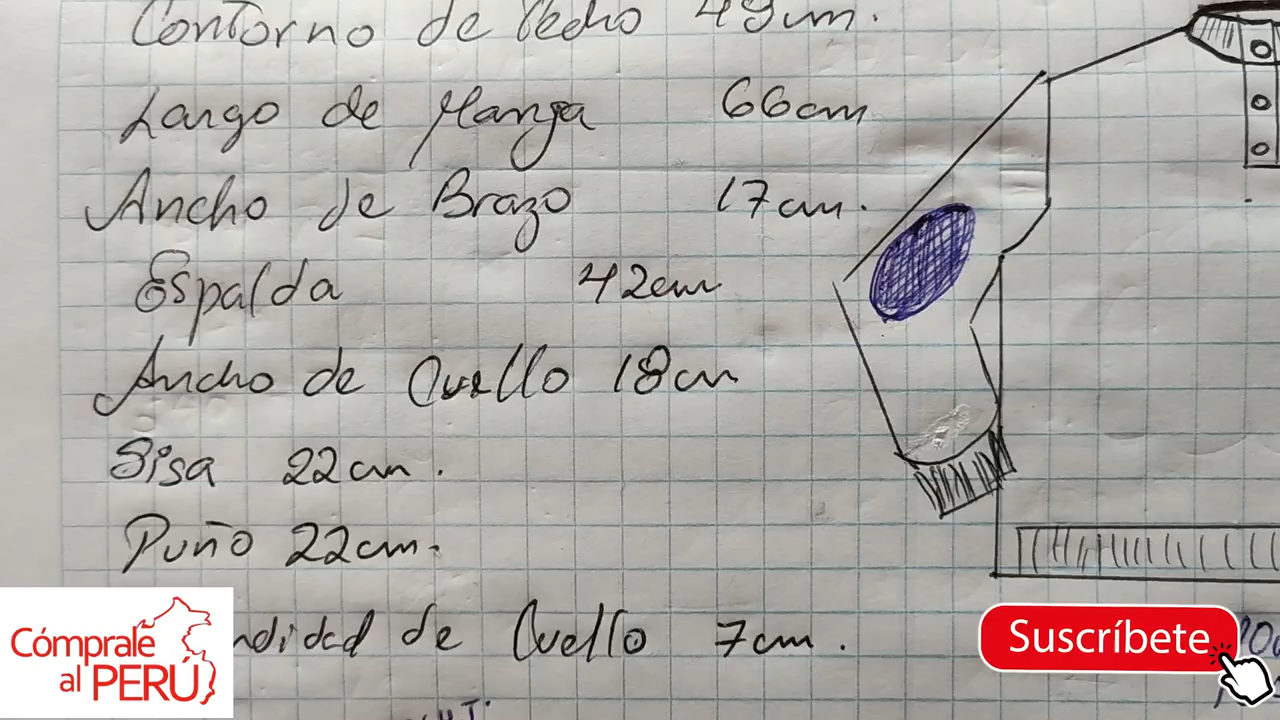 Contorno de Pecho 49cm.
Largo de Manga 66cm
Ancho de Brazo 17cm.
Espalda 42cm
Ancho de Cuello 18cm
Sisa 22cm.
Puño 22cm.
de Cuello 7cm.
Cómprale
al PERÚ
Suscríbete